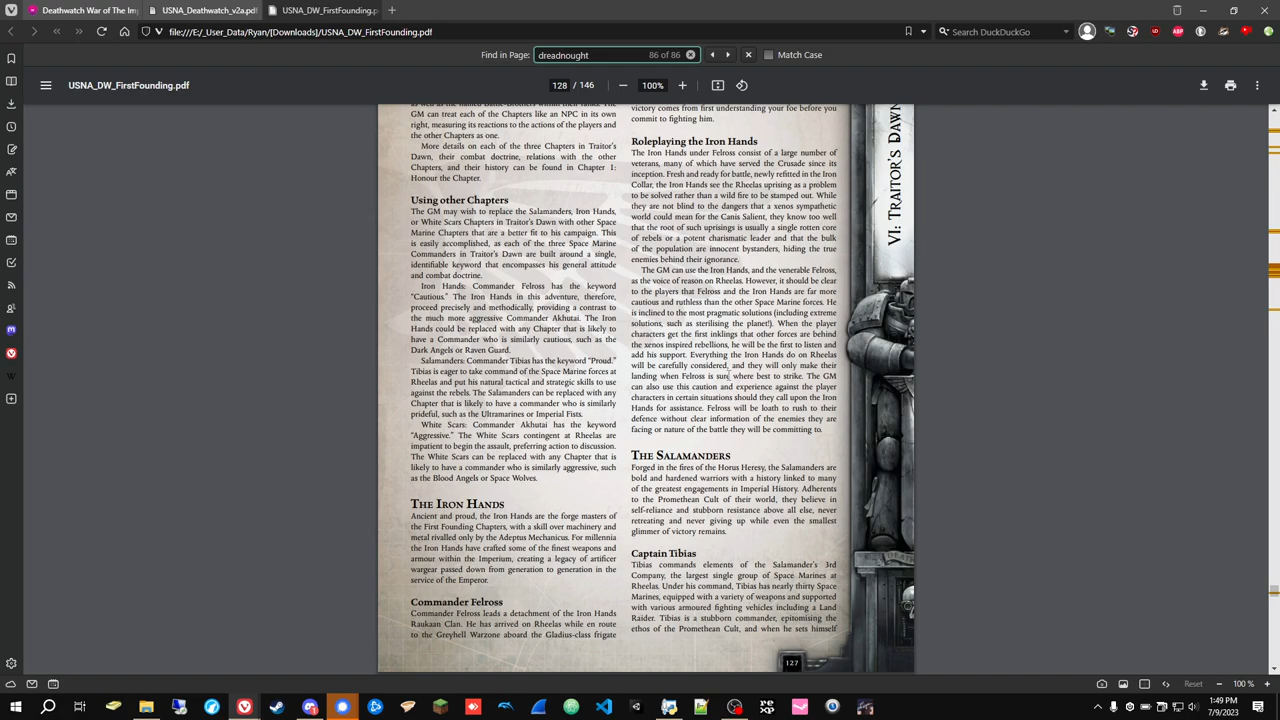 Deathwatch War of The Im
USNA_Deathwatch_v2a.pdf
USNA_DW_FirstFounding.p
file:///E:/_User_Data/Ryan/[Downloads]/USNA_DW_FirstFounding.pdf
Search DuckDuckGo
Find in Page:
dreadnought
86 of 86
Match Case
USNA_DW_FirstFounding.pdf
128 / 146
100%
as well as the named Battle-Brothers within their ranks. The
GM can treat each of the Chapters like an NPC in its own
right, measuring its reactions to the actions of the players and
the other Chapters as one.
More details on each of the three Chapters in Traitor's
Dawn, their combat doctrine, relations with the other
Chapters, and their history can be found in Chapter 1:
Honour the Chapter.
Using other Chapters
The GM may wish to replace the Salamanders, Iron Hands,
or White Scars Chapters in Traitor's Dawn with other Space
Marine Chapters that are a better fit to his campaign. This
is easily accomplished, as each of the three Space Marine
Commanders in Traitor's Dawn are built around a single,
identifiable keyword that encompasses his general attitude
and combat doctrine.
Iron Hands: Commander Felross has the keyword
"Cautious." The Iron Hands in this adventure, therefore,
proceed precisely and methodically, providing a contrast to
the much more aggressive Commander Akhutai. The Iron
Hands could be replaced with any Chapter that is likely to
have a Commander who is similarly cautious, such as the
Dark Angels or Raven Guard.
Salamanders: Commander Tibias has the keyword "Proud."
Tibias is eager to take command of the Space Marine forces at
Rheelas and put his natural tactical and strategic skills to use
against the rebels. The Salamanders can be replaced with any
Chapter that is likely to have a commander who is similarly
prideful, such as the Ultramarines or Imperial Fists.
White Scars: Commander Akhutai has the keyword
"Aggressive." The White Scars contingent at Rheelas are
impatient to begin the assault, preferring action to discussion.
The White Scars can be replaced with any Chapter that is
likely to have a commander who is similarly aggressive, such
as the Blood Angels or Space Wolves.
The Iron Hands
Ancient and proud, the Iron Hands are the forge masters of
the First Founding Chapters, with a skill over machinery and
metal rivalled only by the Adeptus Mechanicus. For millennia
the Iron Hands have crafted some of the finest weapons and
armour within the Imperium, creating a legacy of artificer
wargear passed down from generation to generation in the
service of the Emperor.
Commander Felross
Commander Felross leads a detachment of the Iron Hands
Raukaan Clan. He has arrived on Rheelas while en route
to the Greyhell Warzone aboard the Gladius-class frigate
victory comes from first understanding your foe before you
commit to fighting him.
Roleplaying the Iron Hands
The Iron Hands under Felross consist of a large number of
veterans, many of which have served the Crusade since its
inception. Fresh and ready for battle, newly refitted in the Iron
Collar, the Iron Hands see the Rheelas uprising as a problem
to be solved rather than a wild fire to be stamped out. While
they are not blind to the dangers that a xenos sympathetic
world could mean for the Canis Salient, they know too well
that the root of such uprisings is usually a single rotten core
of rebels or a potent charismatic leader and that the bulk
of the population are innocent bystanders, hiding the true
enemies behind their ignorance.
The GM can use the Iron Hands, and the venerable Felross,
as the voice of reason on Rheelas. However, it should be clear
to the players that Felross and the Iron Hands are far more
cautious and ruthless than the other Space Marine forces. He
is inclined to the most pragmatic solutions (including extreme
solutions, such as sterilising the planet!). When the player
characters get the first inklings that other forces are behind
the xenos inspired rebellions, he will be the first to listen and
add his support. Everything the Iron Hands do on Rheelas
will be carefully considered, and they will only make their
landing when Felross is sure where best to strike. The GM
can also use this caution and experience against the player
characters in certain situations should they call upon the Iron
Hands for assistance. Felross will be loath to rush to their
defence without clear information of the enemies they are
facing or nature of the battle they will be committing to.
The Salamanders
Forged in the fires of the Horus Heresy, the Salamanders are
bold and hardened warriors with a history linked to many
of the greatest engagements in Imperial History. Adherents
to the Promethean Cult of their world, they believe in
self-reliance and stubborn resistance above all else, never
retreating and never giving up while even the smallest
glimmer of victory remains.
Captain Tibias
Tibias commands elements of the Salamander's 3rd
Company, the largest single group of Space Marines at
Rheelas. Under his command, Tibias has nearly thirty Space
Marines, equipped with a variety of weapons and supported
with various armoured fighting vehicles including a Land
Raider. Tibias is a stubborn commander, epitomising the
ethos of the Promethean Cult, and when he sets himself
VI: Traitor's Dawn
127
Reset
100 %
1:49 PM
7/9/2023